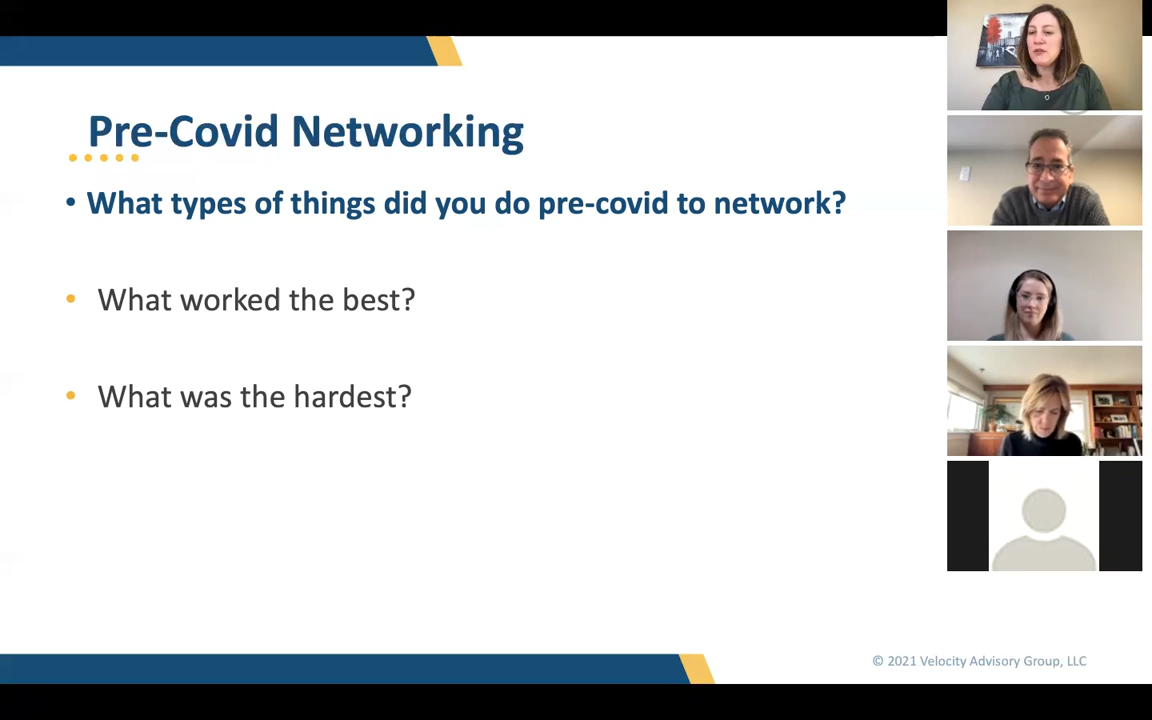 Pre-Covid Networking
• What types of things did you do pre-covid to network?
• What worked the best?
• What was the hardest?
© 2021 Velocity Advisory Group, LLC